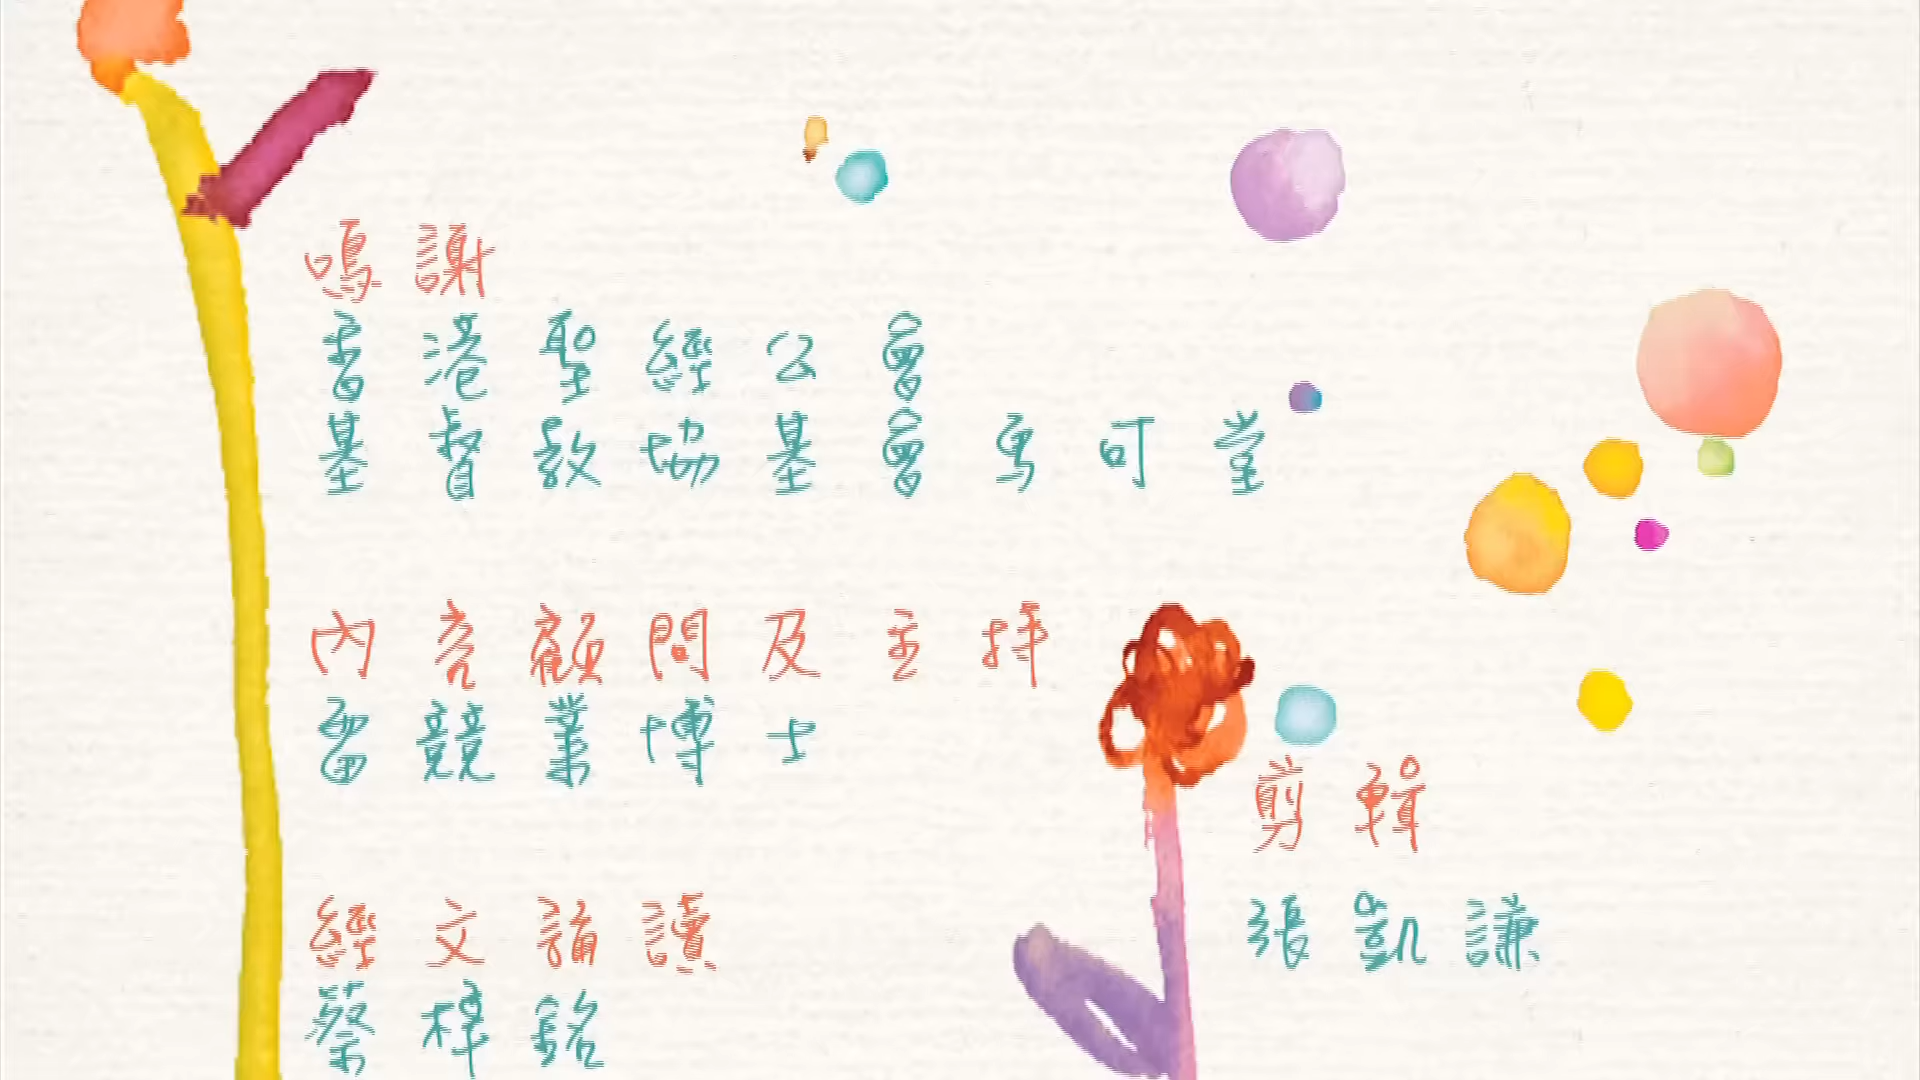 鳴謝
香港聖經公會
基督教協基會馬可堂
內容顧問及主持
雷競業博士
經文誦讀
蔡梓銘
剪輯
張凱謙